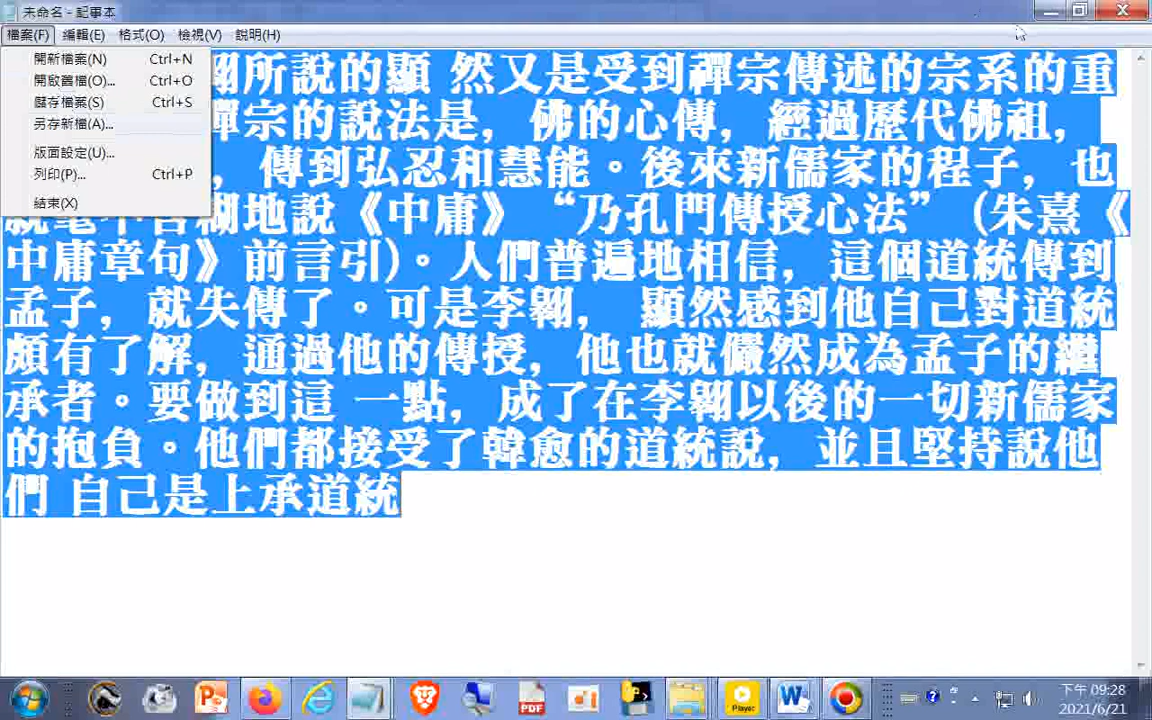 未命名 - 記事本
檔案(F) 編輯(E) 格式(O) 檢視(V) 說明(H)
開新檔案(N) Ctrl+N
開啟舊檔(O)... Ctrl+O
儲存檔案(S) Ctrl+S
另存新檔(A)...
版面設定(U)...
列印(P)... Ctrl+P
結束(X)
翱所說的顯 然又是受到禪宗傳述的宗系的重
禪宗的說法是，佛的心傳，經過歷代佛祖，
，傳到弘忍和慧能。後來新儒家的程子，也
就毫不含糊地說《中庸》“乃孔門傳授心法”(朱熹《
中庸章句》前言引)。人們普遍地相信，這個道統傳到
孟子，就失傳了。可是李翱， 顯然感到他自己對道統
頗有了解，通過他的傳授，他也就儼然成為孟子的繼
承者。要做到這 一點，成了在李翱以後的一切新儒家
的抱負。他們都接受了韓愈的道統說，並且堅持說他
們 自己是上承道統
PDF
Player
下午 09:28
2021/6/21